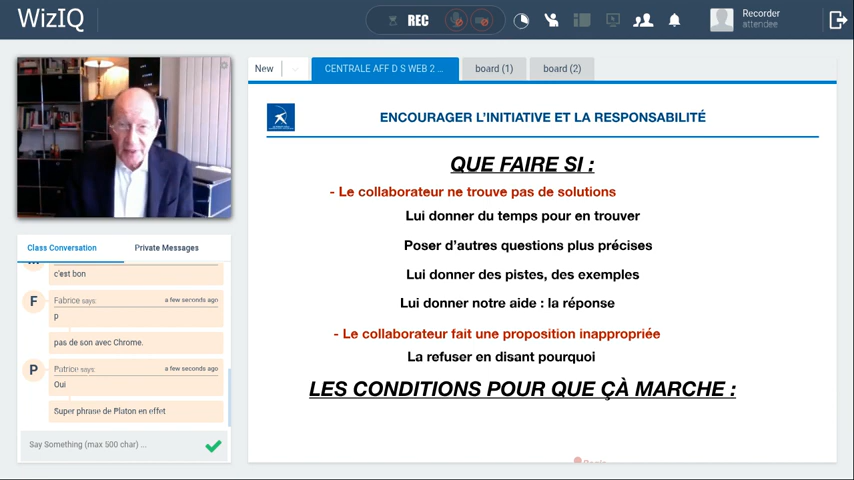 WizIQ
REC
Recorder
attendee
New
CENTRALE AFF D S WEB 2 ...
board (1)
board (2)
ENCOURAGER L'INITIATIVE ET LA RESPONSABILITÉ
QUE FAIRE SI :
- Le collaborateur ne trouve pas de solutions
Lui donner du temps pour en trouver
Poser d'autres questions plus précises
Lui donner des pistes, des exemples
Lui donner notre aide : la réponse
- Le collaborateur fait une proposition inappropriée
La refuser en disant pourquoi
LES CONDITIONS POUR QUE ÇÀ MARCHE :
Class Conversation
Private Messages
c'est bon
F
Fabrice says:
a few seconds ago
p
pas de son avec Chrome.
P
Patrice says:
a few seconds ago
Oui
Super phrase de Platon en effet
Say Something (max 500 char) ...